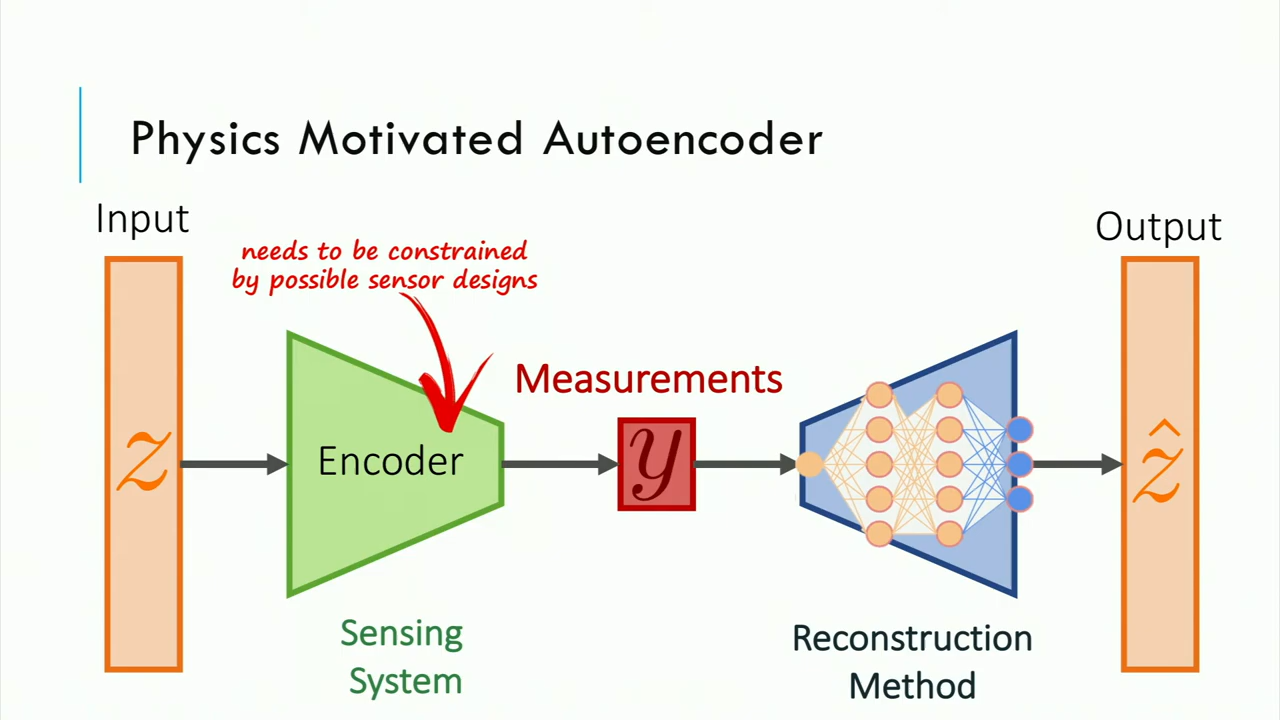 Physics Motivated Autoencoder
Input
Output
needs to be constrained
by possible sensor designs
Measurements
z
Encoder
y
ẑ
Sensing
System
Reconstruction
Method